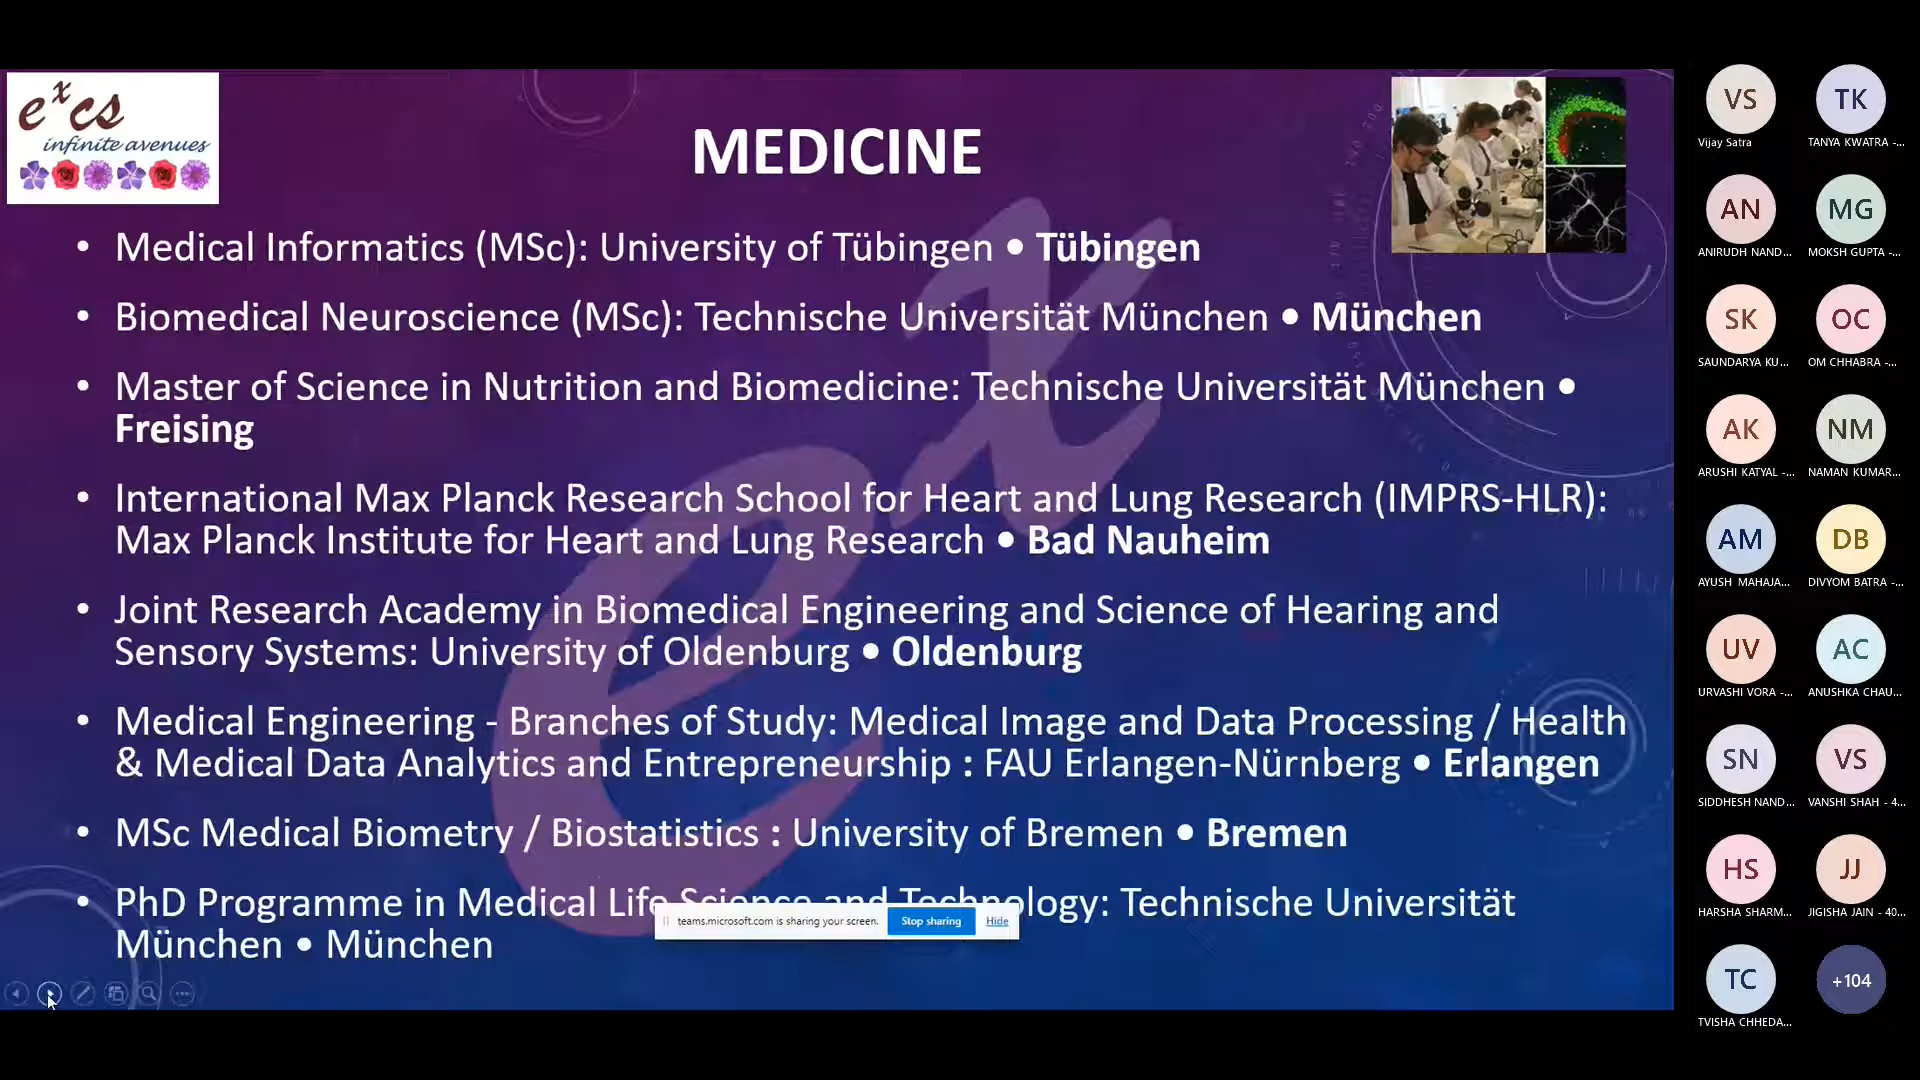 excs
infinite avenues
MEDICINE
• Medical Informatics (MSc): University of Tübingen • Tübingen
• Biomedical Neuroscience (MSc): Technische Universität München • München
• Master of Science in Nutrition and Biomedicine: Technische Universität München •
Freising
• International Max Planck Research School for Heart and Lung Research (IMPRS-HLR):
Max Planck Institute for Heart and Lung Research • Bad Nauheim
• Joint Research Academy in Biomedical Engineering and Science of Hearing and
Sensory Systems: University of Oldenburg • Oldenburg
• Medical Engineering - Branches of Study: Medical Image and Data Processing / Health
& Medical Data Analytics and Entrepreneurship : FAU Erlangen-Nürnberg • Erlangen
• MSc Medical Biometry / Biostatistics : University of Bremen • Bremen
• PhD Programme in Medical Life Science and Technology: Technische Universität
München • München
teams.microsoft.com is sharing your screen. Stop sharing Hide
ex
VS TK
Vijay Satra TANYA KWATRA -...
AN MG
ANIRUDH NAND... MOKSH GUPTA -...
SK OC
SAUNDARYA KU... OM CHHABRA -...
AK NM
ARUSHI KATYAL -... NAMAN KUMAR...
AM DB
AYUSH MAHAJA... DIVYOM BATRA -...
UV AC
URVASHI VORA -... ANUSHKA CHAU...
SN VS
SIDDHESH NAND... VANSHI SHAH - 4...
HS JJ
HARSHA SHARM... JIGISHA JAIN - 40...
TC +104
TVISHA CHHEDA...